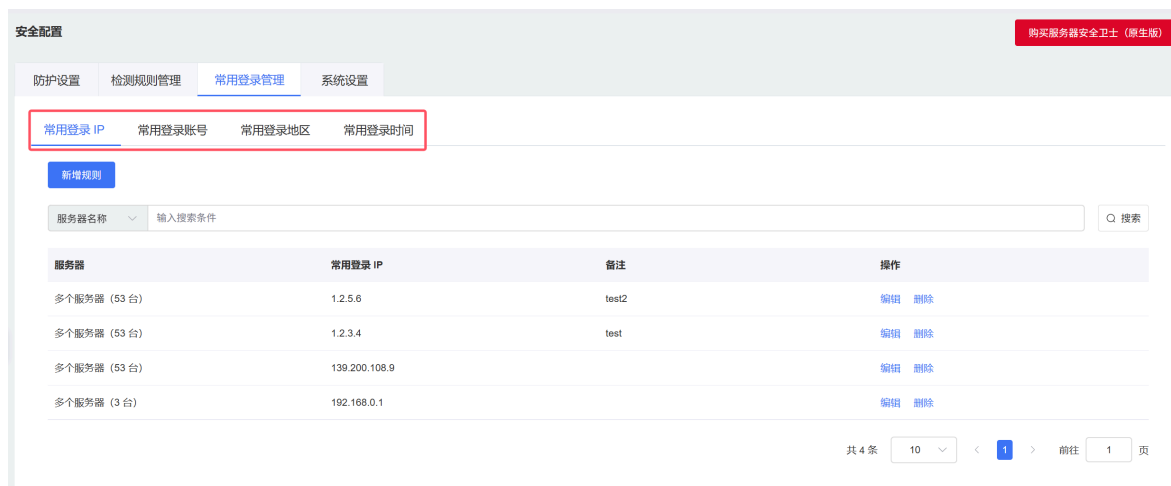 安全配置
购买服务器安全卫士（原生版）
防护设置 检测规则管理 常用登录管理 系统设置
常用登录 IP 常用登录账号 常用登录地区 常用登录时间
新增规则
服务器名称 输入搜索条件 搜索
服务器 常用登录 IP 备注 操作
多个服务器（53 台） 1.2.5.6 test2 编辑 删除
多个服务器（53 台） 1.2.3.4 test 编辑 删除
多个服务器（53 台） 139.200.108.9 编辑 删除
多个服务器（3 台） 192.168.0.1 编辑 删除
共 4 条 10 1 前往 1 页